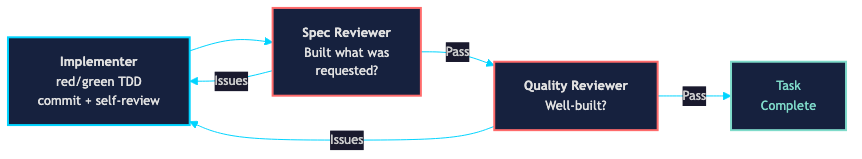 Implementer
red/green TDD
commit + self-review
Spec Reviewer
Built what was
requested?
Issues
Pass
Quality Reviewer
Well-built?
Issues
Pass
Task
Complete